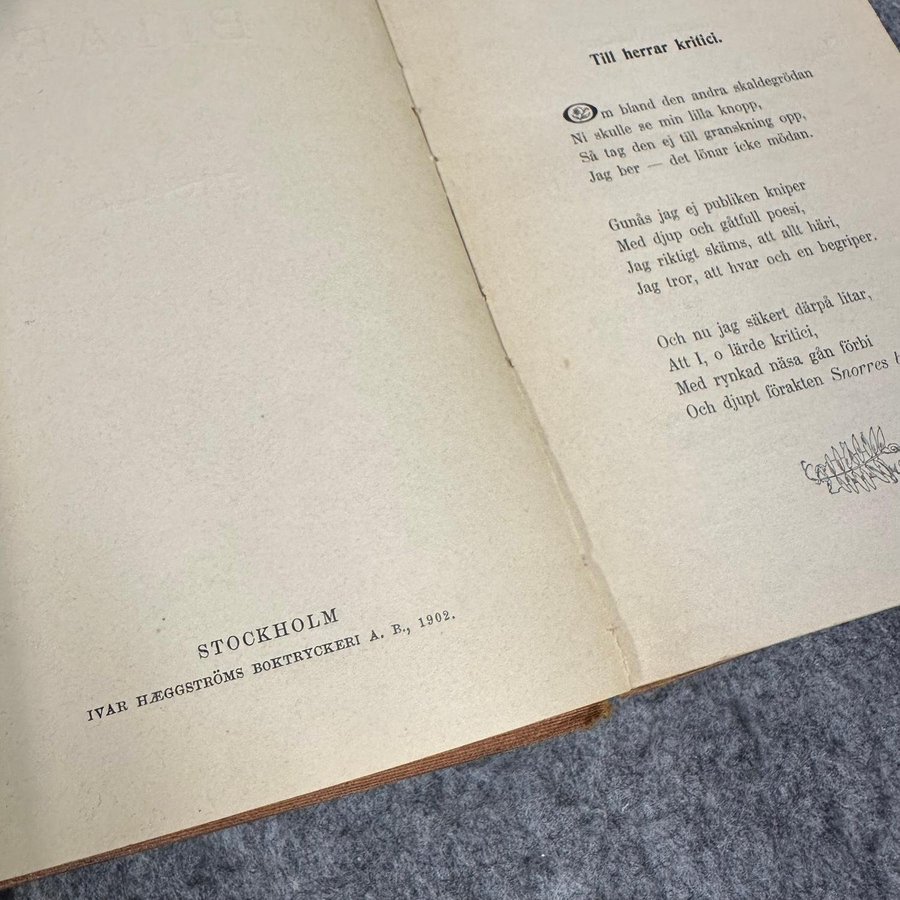 STOCKHOLM
IVAR HÆGGSTRÖMS BOKTRYCKERI A. B., 1902.
Till herrar kritici.
Om bland den andra skaldegrödan
Ni skulle se min lilla knopp,
Så tag den ej till granskning opp,
Jag ber — det lönar icke mödan.
Gunås jag ej publiken kniper
Med djup och gåtfull poesi,
Jag riktigt skäms, att allt häri,
Jag tror, att hvar och en begriper.
Och nu jag säkert därpå litar,
Att I, o lärde kritici,
Med rynkad näsa gån förbi
Och djupt förakten Snorres